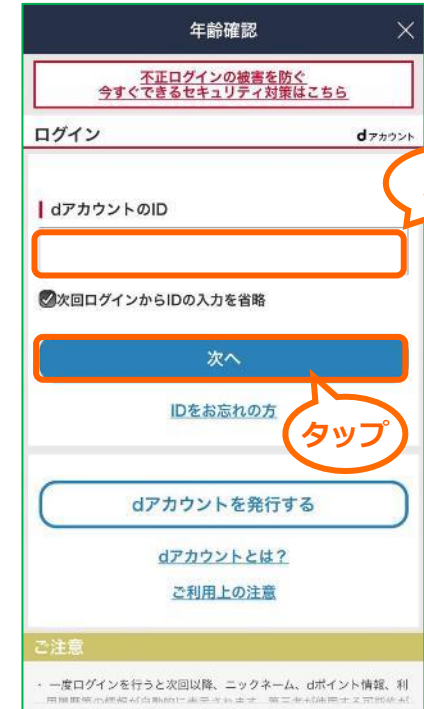 年齢確認
不正ログインの被害を防ぐ
今すぐできるセキュリティ対策はこちら
ログイン
dアカウント
dアカウントのID
次回ログインからIDの入力を省略
次へ
IDをお忘れの方
タップ
dアカウントを発行する
dアカウントとは?
ご利用上の注意
ご注意
・ 一度ログインを行うと次回以降、ニックネーム、dポイント情報、利